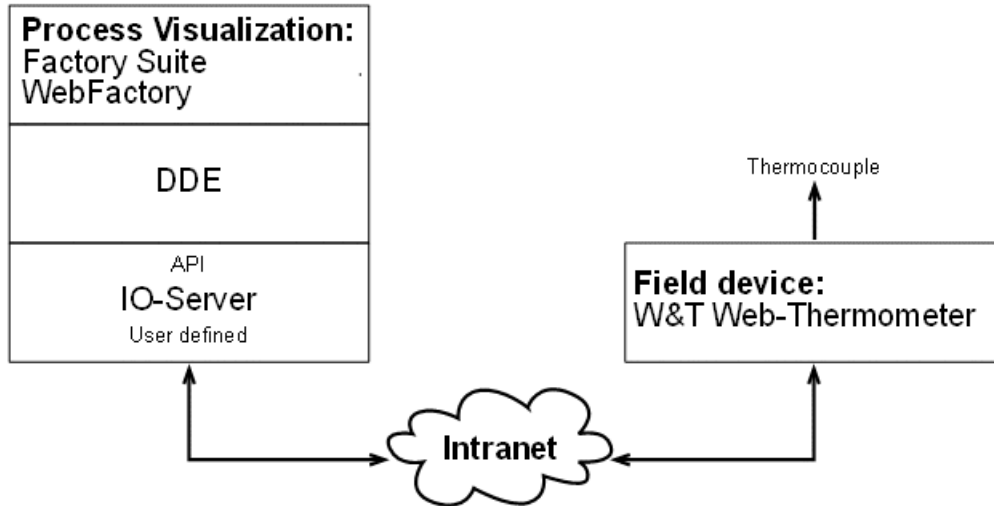 Process Visualization:
Factory Suite
WebFactory
DDE
API
IO-Server
User defined
Thermocouple
Field device:
W&T Web-Thermometer
Intranet